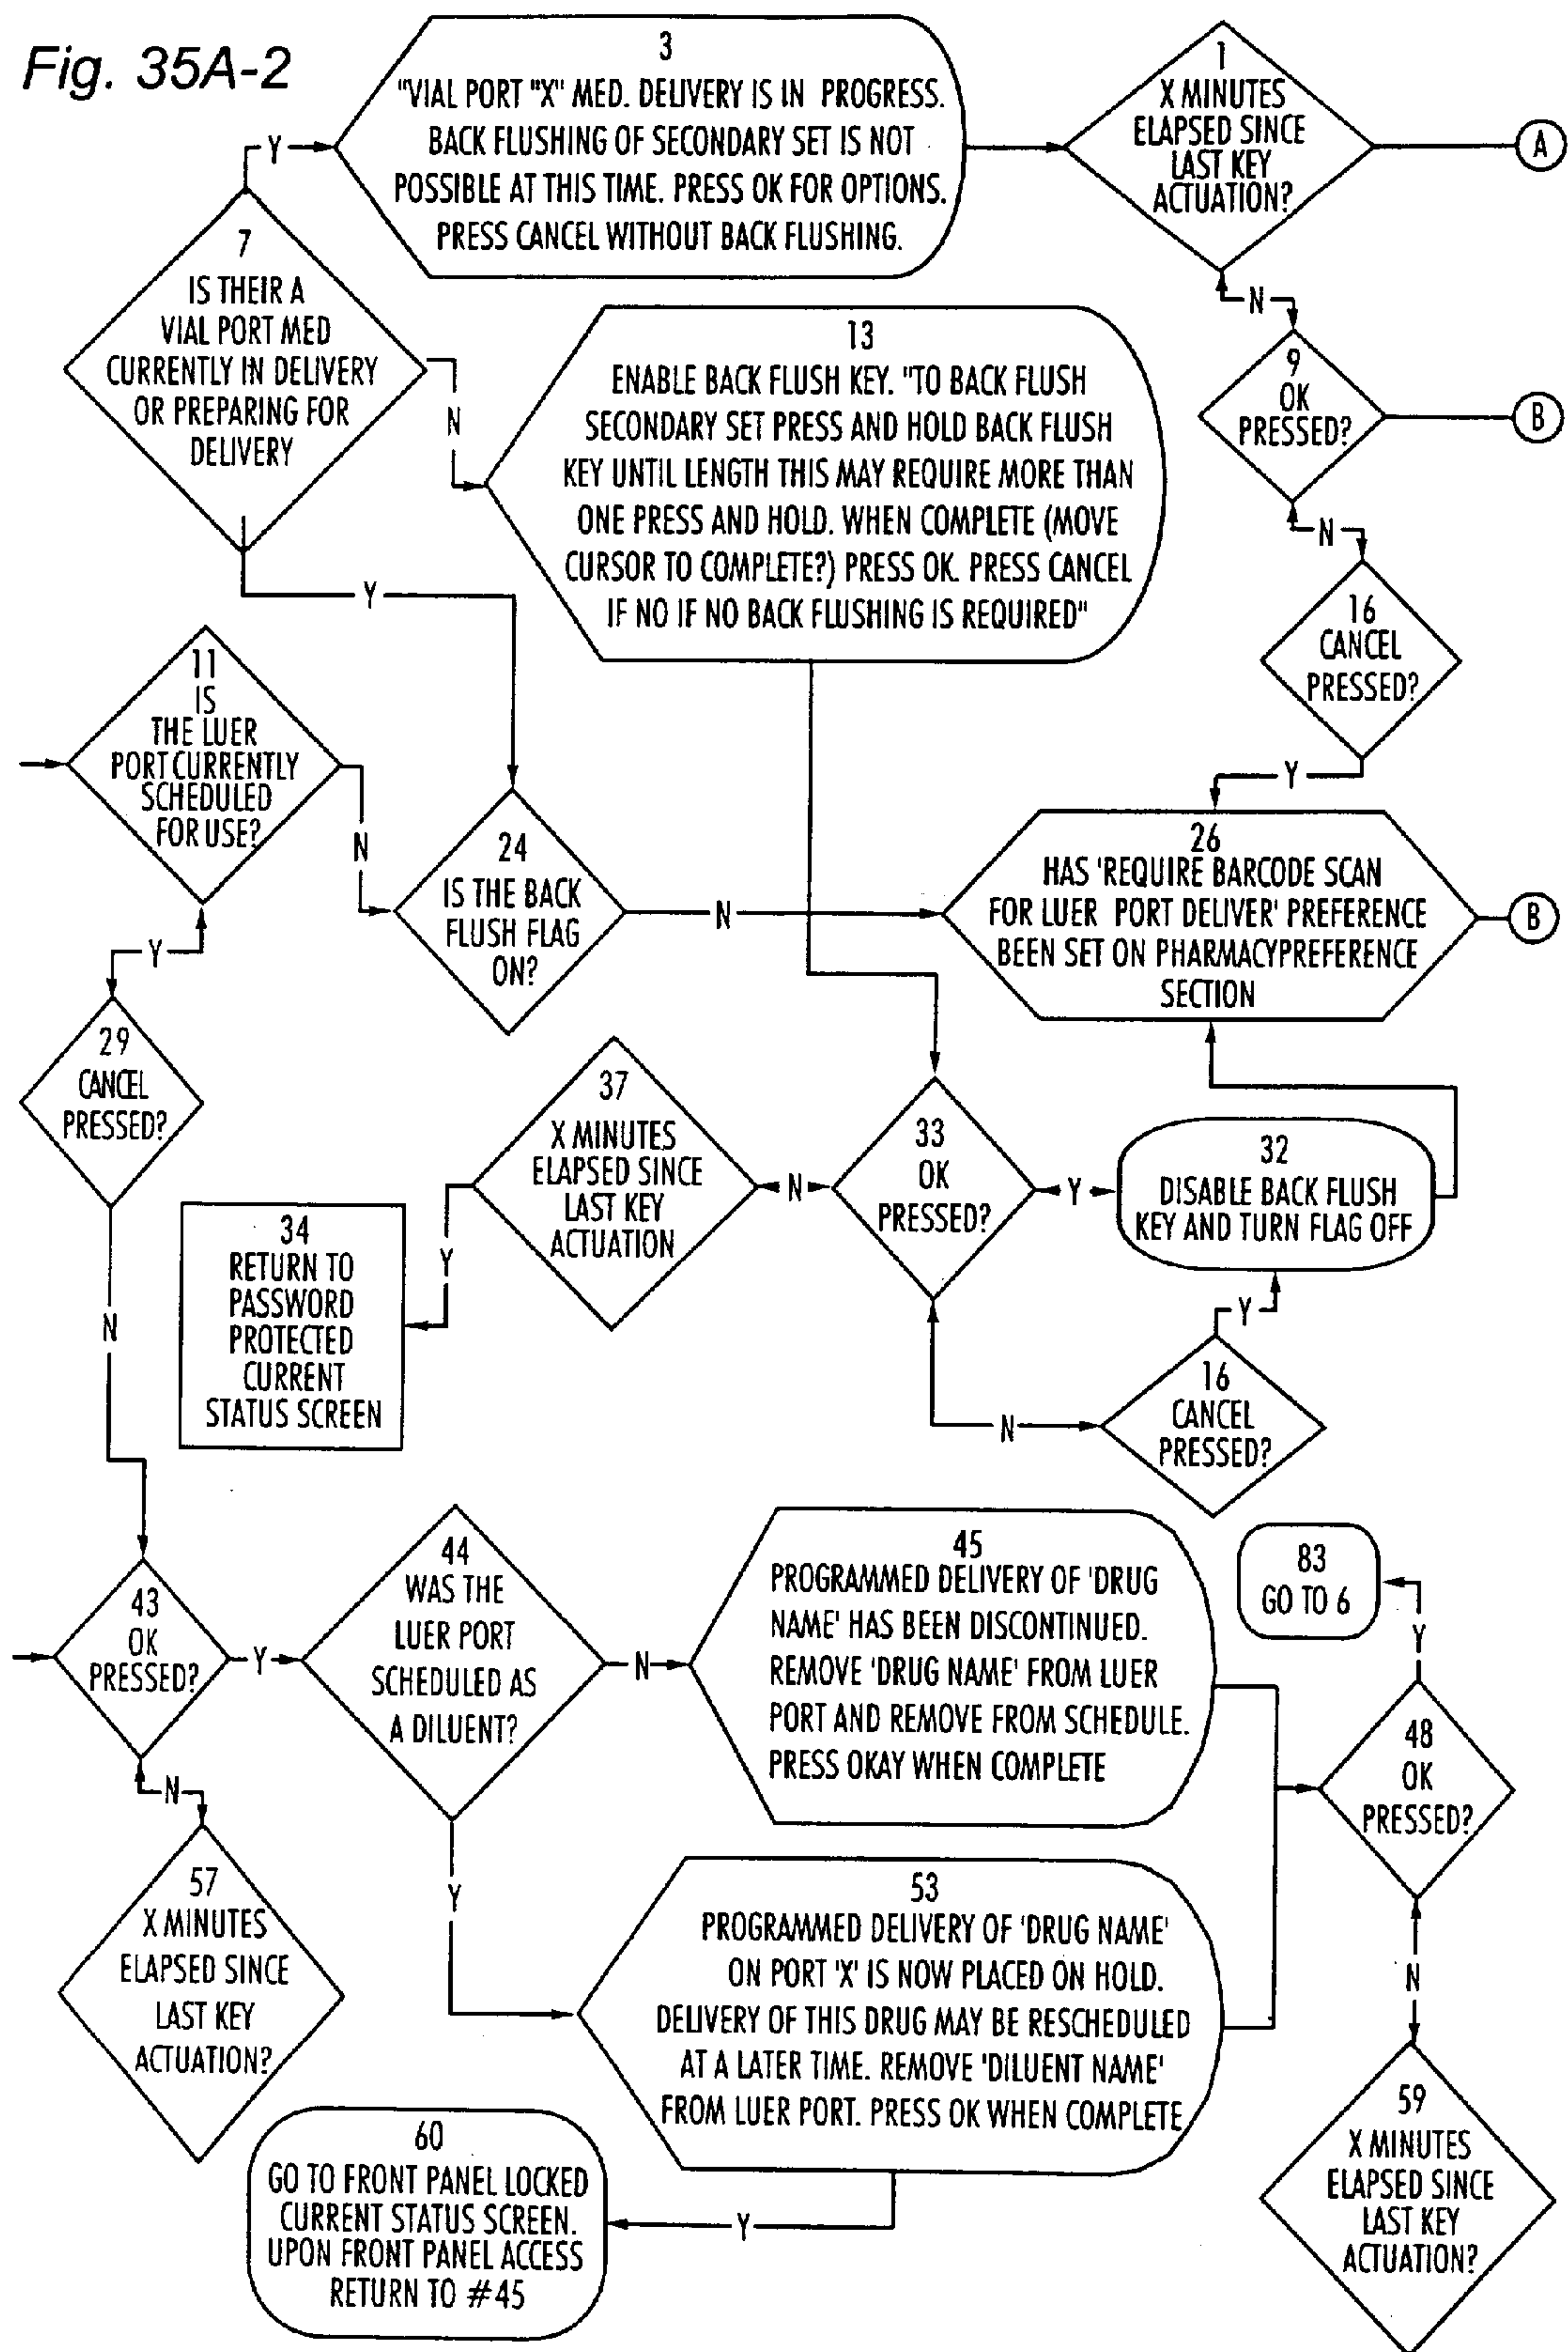 Fig. 35A-2
3
"VIAL PORT "X" MED. DELIVERY IS IN PROGRESS.
BACK FLUSHING OF SECONDARY SET IS NOT
POSSIBLE AT THIS TIME. PRESS OK FOR OPTIONS.
PRESS CANCEL WITHOUT BACK FLUSHING.
1
X MINUTES
ELAPSED SINCE
LAST KEY
ACTUATION?
A
Y
7
IS THEIR A
VIAL PORT MED
CURRENTLY IN DELIVERY
OR PREPARING FOR
DELIVERY
N
Y
13
ENABLE BACK FLUSH KEY. "TO BACK FLUSH
SECONDARY SET PRESS AND HOLD BACK FLUSH
KEY UNTIL LENGTH THIS MAY REQUIRE MORE THAN
ONE PRESS AND HOLD. WHEN COMPLETE (MOVE
CURSOR TO COMPLETE?) PRESS OK. PRESS CANCEL
IF NO IF NO BACK FLUSHING IS REQUIRED"
N
9
OK
PRESSED?
B
N
16
CANCEL
PRESSED?
Y
11
IS
THE LUER
PORT CURRENTLY
SCHEDULED
FOR USE?
N
Y
24
IS THE BACK
FLUSH FLAG
ON?
N
26
HAS 'REQUIRE BARCODE SCAN
FOR LUER PORT DELIVER' PREFERENCE
BEEN SET ON PHARMACYPREFERENCE
SECTION
B
29
CANCEL
PRESSED?
N
37
X MINUTES
ELAPSED SINCE
LAST KEY
ACTUATION
Y
N
33
OK
PRESSED?
Y
32
DISABLE BACK FLUSH
KEY AND TURN FLAG OFF
34
RETURN TO
PASSWORD
PROTECTED
CURRENT
STATUS SCREEN
Y
N
16
CANCEL
PRESSED?
43
OK
PRESSED?
Y
N
44
WAS THE
LUER PORT
SCHEDULED AS
A DILUENT?
N
Y
45
PROGRAMMED DELIVERY OF 'DRUG
NAME' HAS BEEN DISCONTINUED.
REMOVE 'DRUG NAME' FROM LUER
PORT AND REMOVE FROM SCHEDULE.
PRESS OKAY WHEN COMPLETE
83
GO TO 6
Y
48
OK
PRESSED?
N
57
X MINUTES
ELAPSED SINCE
LAST KEY
ACTUATION?
53
PROGRAMMED DELIVERY OF 'DRUG NAME'
ON PORT 'X' IS NOW PLACED ON HOLD.
DELIVERY OF THIS DRUG MAY BE RESCHEDULED
AT A LATER TIME. REMOVE 'DILUENT NAME'
FROM LUER PORT. PRESS OK WHEN COMPLETE
Y
60
GO TO FRONT PANEL LOCKED
CURRENT STATUS SCREEN.
UPON FRONT PANEL ACCESS
RETURN TO #45
59
X MINUTES
ELAPSED SINCE
LAST KEY
ACTUATION?